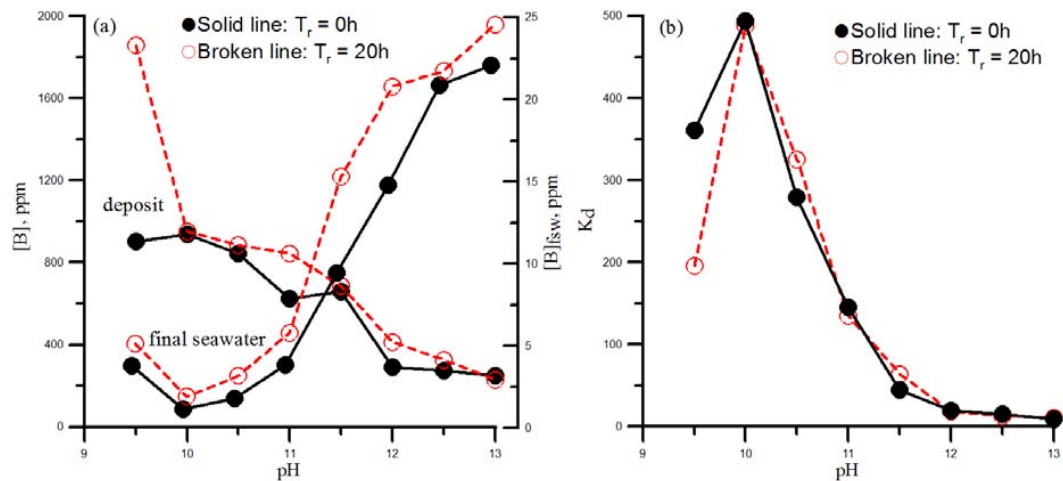 (a)
Solid line: Tr = 0h
Broken line: Tr = 20h
deposit
final seawater
[B], ppm
2000
1600
1200
800
400
0
[B]fsw, ppm
25
20
15
10
5
0
9 10 11 12 13
pH
(b)
Solid line: Tr = 0h
Broken line: Tr = 20h
Kd
500
400
300
200
100
0
9 10 11 12 13
pH